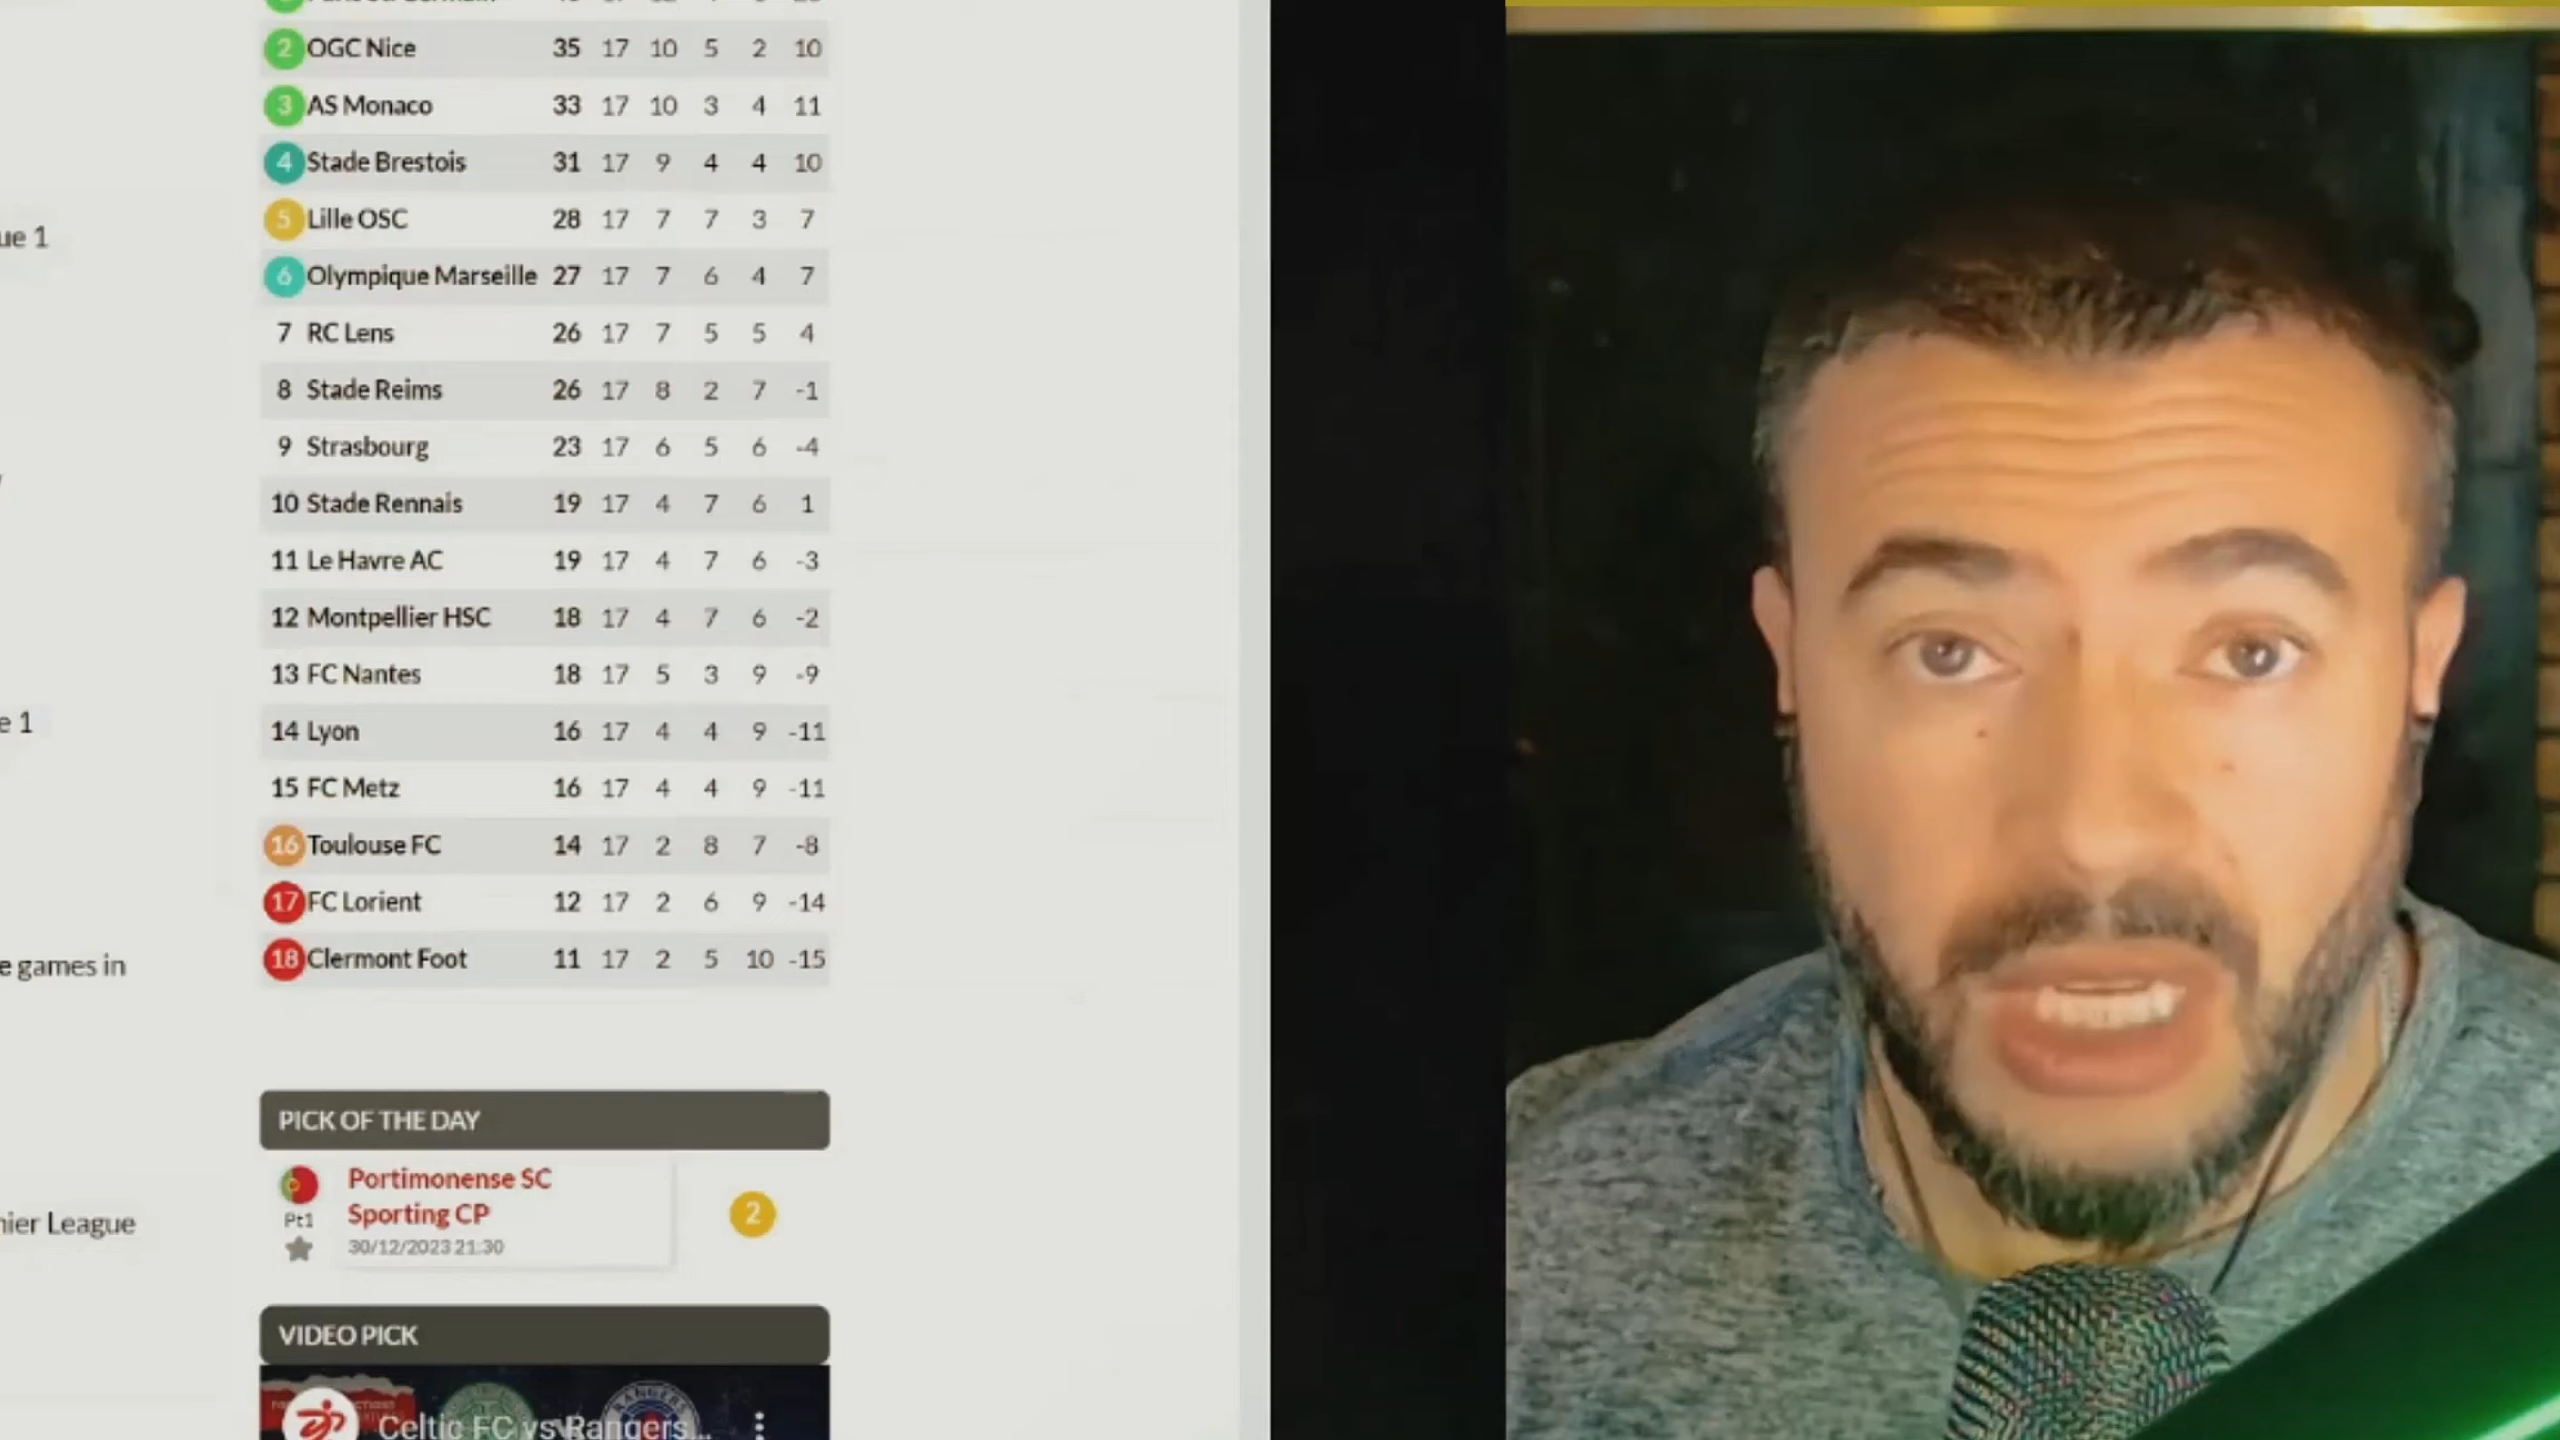 2 OGC Nice 35 17 10 5 2 10
3 AS Monaco 33 17 10 3 4 11
4 Stade Brestois 31 17 9 4 4 10
5 Lille OSC 28 17 7 7 3 7
ue 1
6 Olympique Marseille 27 17 7 6 4 7
7 RC Lens 26 17 7 5 5 4
8 Stade Reims 26 17 8 2 7 -1
9 Strasbourg 23 17 6 5 6 -4
10 Stade Rennais 19 17 4 7 6 1
11 Le Havre AC 19 17 4 7 6 -3
12 Montpellier HSC 18 17 4 7 6 -2
13 FC Nantes 18 17 5 3 9 -9
e 1
14 Lyon 16 17 4 4 9 -11
15 FC Metz 16 17 4 4 9 -11
16 Toulouse FC 14 17 2 8 7 -8
17 FC Lorient 12 17 2 6 9 -14
18 Clermont Foot 11 17 2 5 10 -15
e games in
PICK OF THE DAY
Portimonense SC
Pt1 Sporting CP 2
30/12/2023 21:30
nier League
VIDEO PICK
Celtic FC vs Rangers...